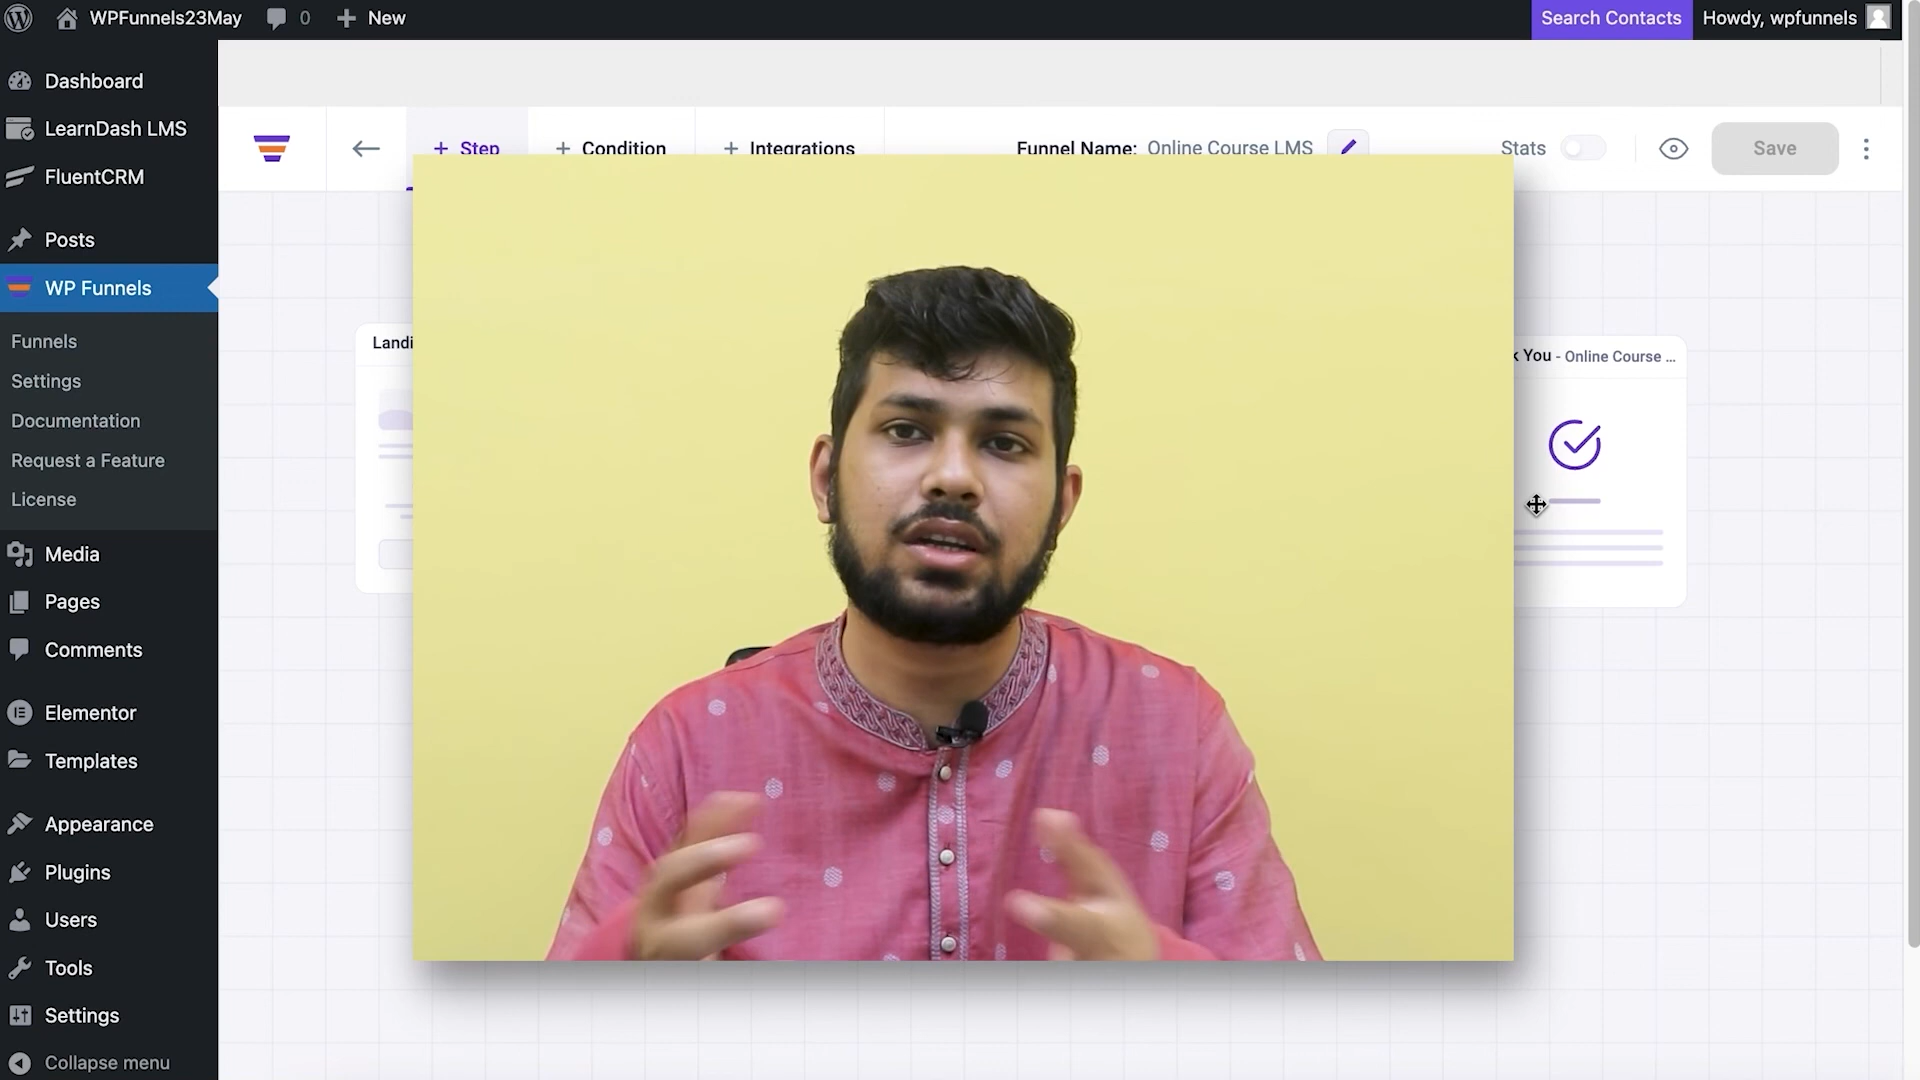 WPFunnels23May
0
New
Search Contacts
Howdy, wpfunnels
Dashboard
LearnDash LMS
FluentCRM
Posts
WP Funnels
Funnels
Settings
Documentation
Request a Feature
License
Media
Pages
Comments
Elementor
Templates
Appearance
Plugins
Users
Tools
Settings
Collapse menu
+ Step
+ Condition
+ Integrations
Funnel Name: Online Course LMS
Stats
Save
Landi
k You - Online Course ...